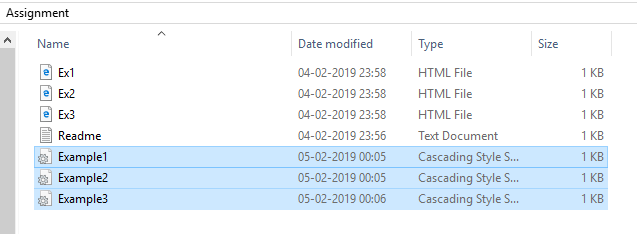 Assignment
Name Date modified Type Size
Ex1 04-02-2019 23:58 HTML File 1 KB
Ex2 04-02-2019 23:58 HTML File 1 KB
Ex3 04-02-2019 23:58 HTML File 1 KB
Readme 04-02-2019 23:56 Text Document 1 KB
Example1 05-02-2019 00:05 Cascading Style S... 1 KB
Example2 05-02-2019 00:05 Cascading Style S... 1 KB
Example3 05-02-2019 00:06 Cascading Style S... 1 KB